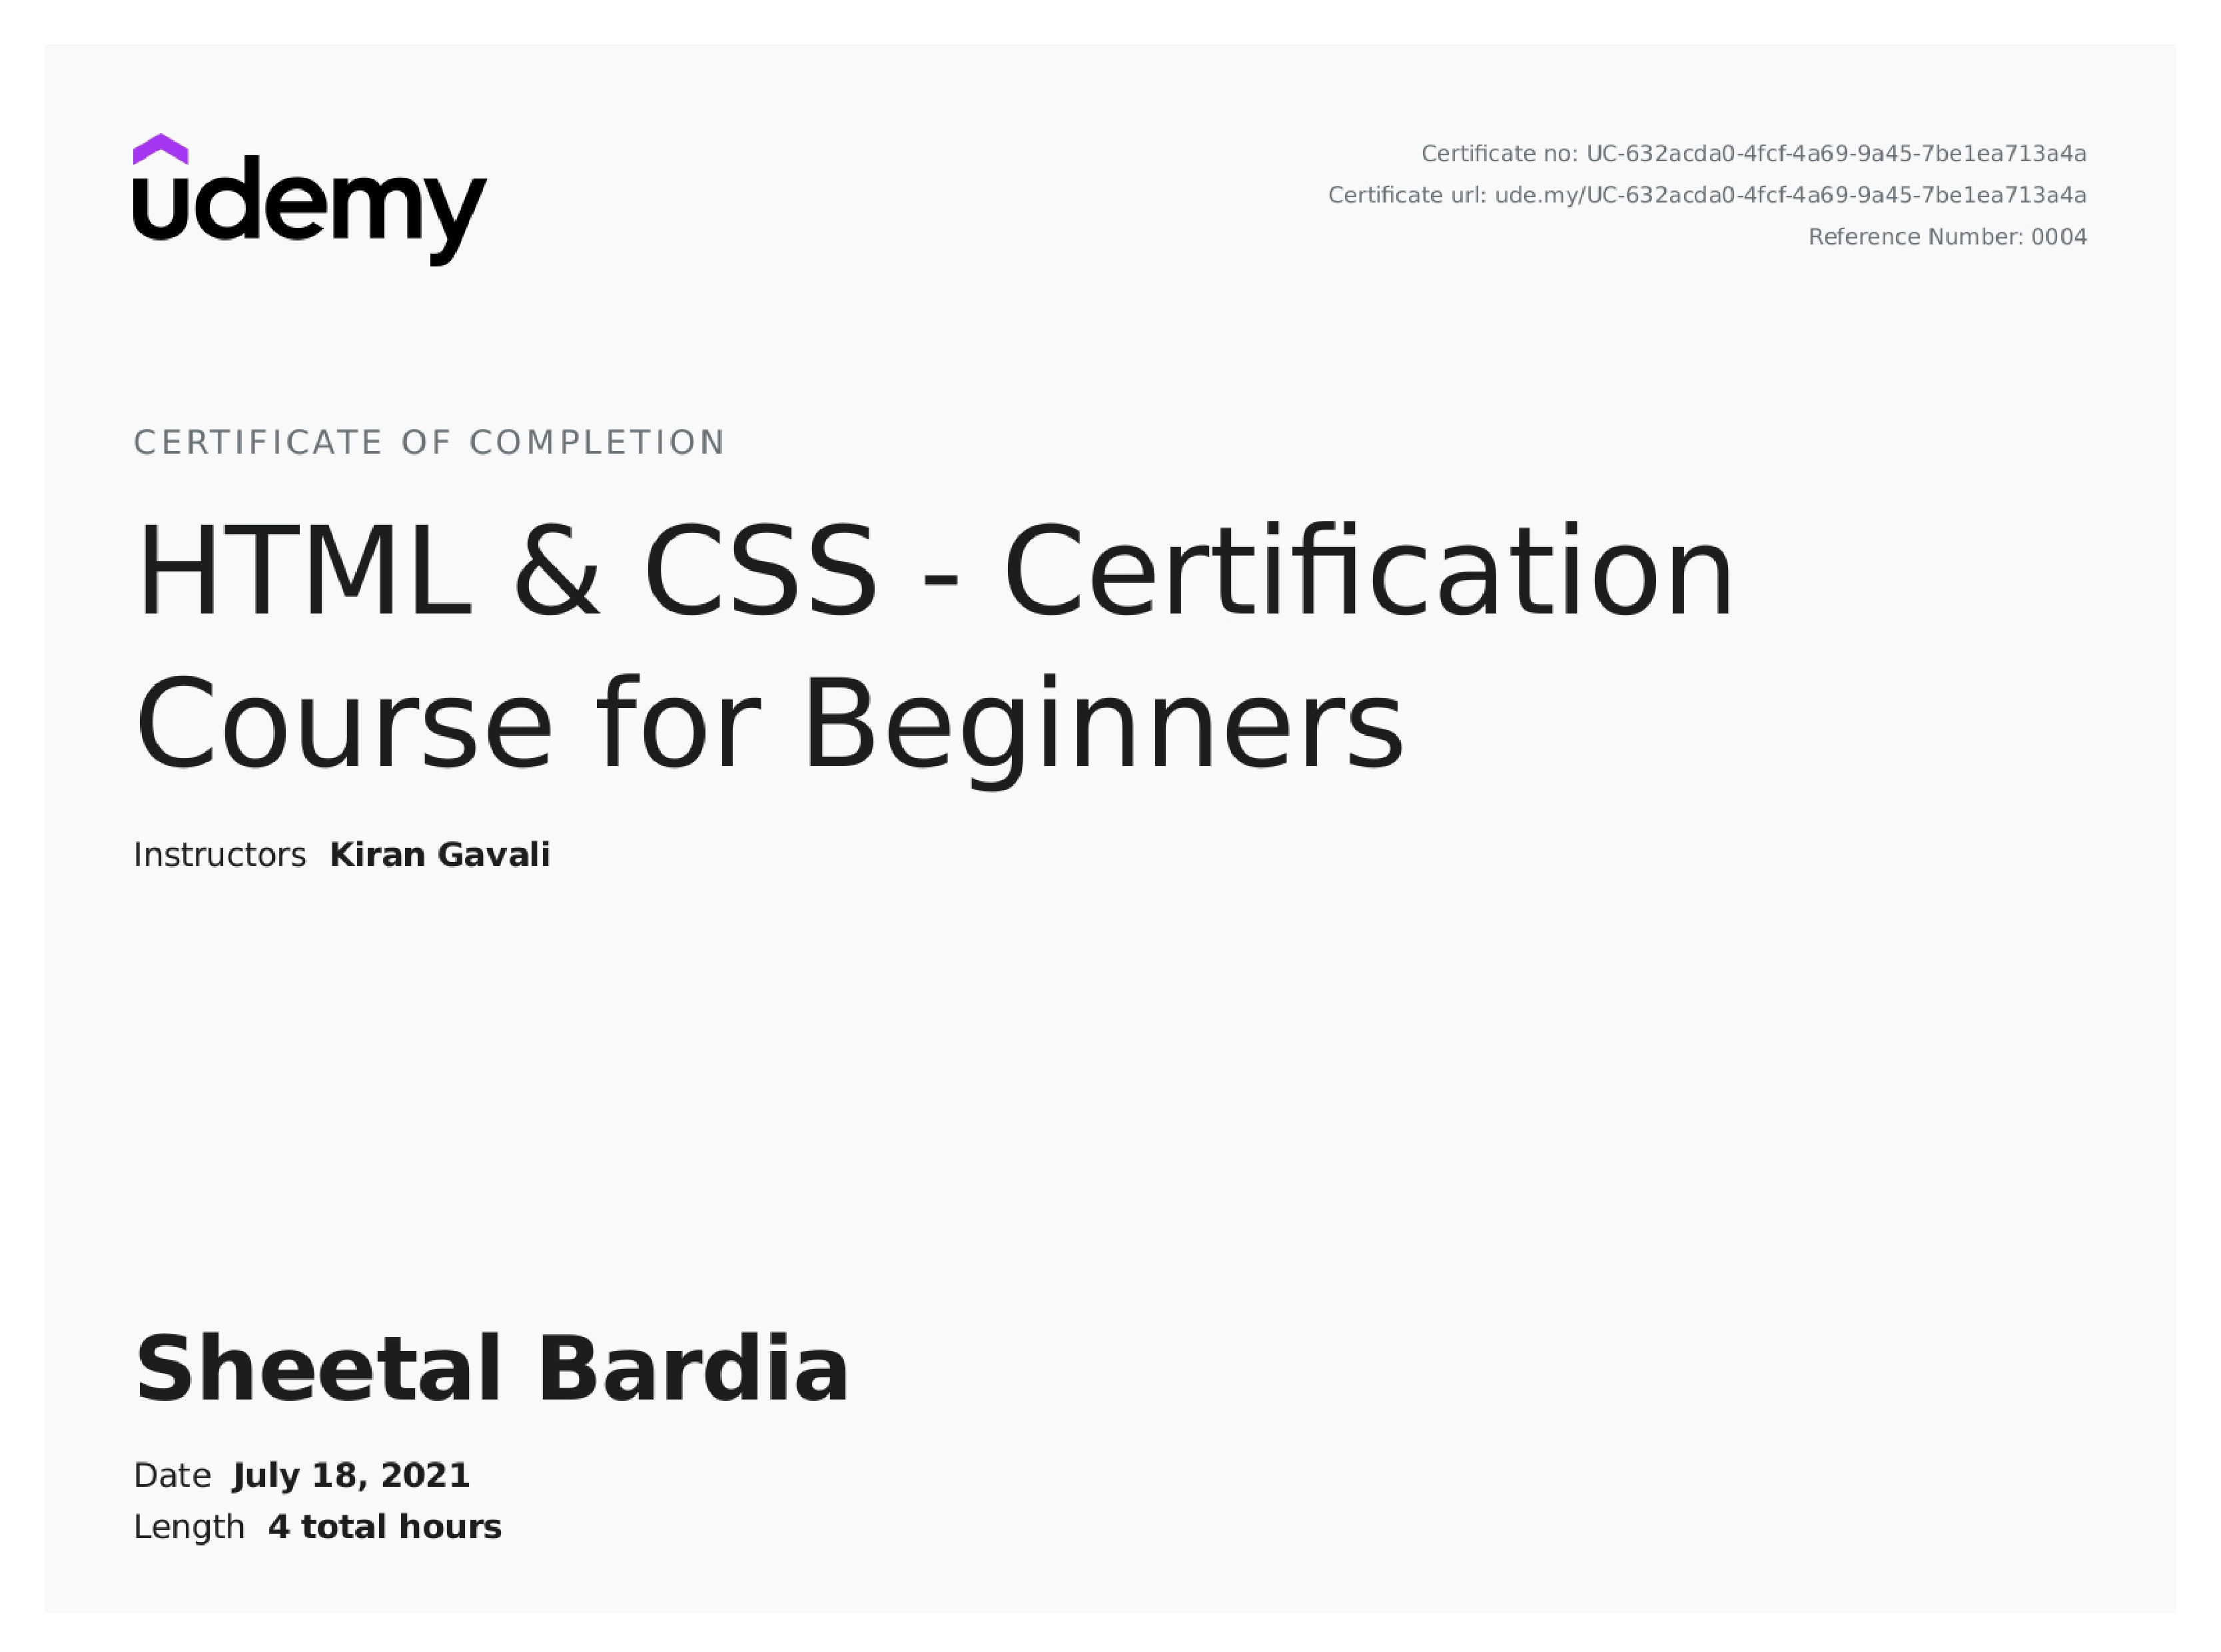 udemy
Certificate no: UC-632acda0-4fcf-4a69-9a45-7be1ea713a4a
Certificate url: ude.my/UC-632acda0-4fcf-4a69-9a45-7be1ea713a4a
Reference Number: 0004
CERTIFICATE OF COMPLETION
HTML & CSS - Certification
Course for Beginners
Instructors Kiran Gavali
Sheetal Bardia
Date July 18, 2021
Length 4 total hours